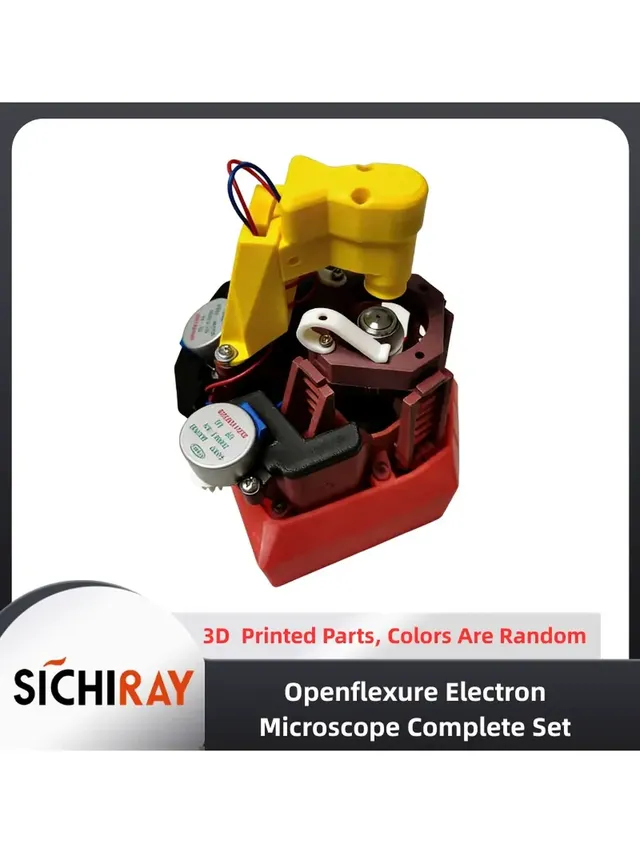 3D Printed Parts, Colors Are Random
SICHIRAY
Openflexure Electron
Microscope Complete Set